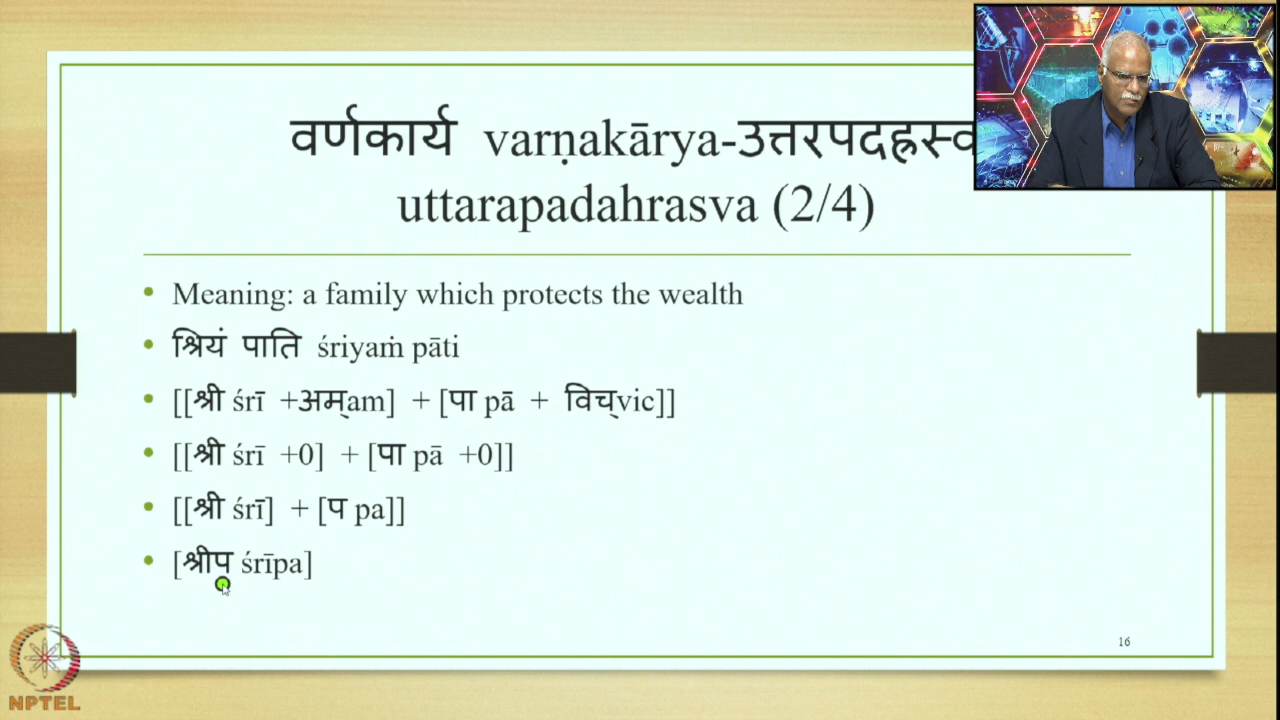 वर्णकार्य varṇakārya-उत्तरपदह्रस्व
uttarapadahrasva (2/4)
• Meaning: a family which protects the wealth
• श्रियं पाति śriyaṁ pāti
• [[श्री śrī +अम्am] + [पा pā + विच्vic]]
• [[श्री śrī +0] + [पा pā +0]]
• [[श्री śrī] + [प pa]]
• [श्रीप śrīpa]
16
NPTEL